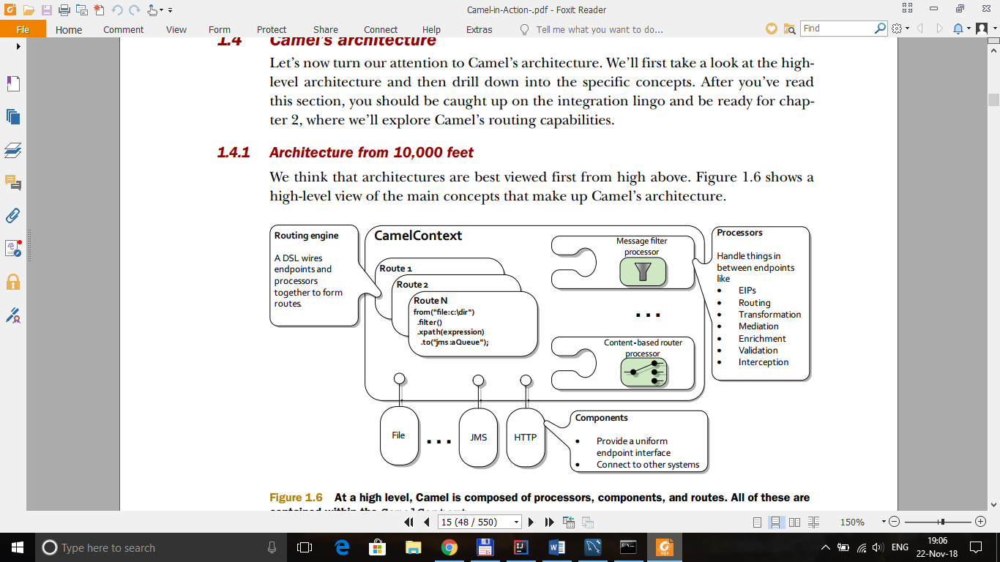 Camel-in-Action-.pdf - Foxit Reader
File Home Comment View Form Protect Share Connect Help Extras Tell me what you want to do... Find
1.4 Camel's architecture
Let's now turn our attention to Camel's architecture. We'll first take a look at the high-
level architecture and then drill down into the specific concepts. After you've read
this section, you should be caught up on the integration lingo and be ready for chap-
ter 2, where we'll explore Camel's routing capabilities.
1.4.1 Architecture from 10,000 feet
We think that architectures are best viewed first from high above. Figure 1.6 shows a
high-level view of the main concepts that make up Camel's architecture.
Routing engine
A DSL wires
endpoints and
processors
together to form
routes.
CamelContext
Route 1
Route 2
Route N
from("file:c:\dir")
.filter()
.xpath(expression)
.to("jms:aQueue");
Message filter
processor
...
Content-based router
processor
Processors
Handle things in
between endpoints
like
• EIPs
• Routing
• Transformation
• Mediation
• Enrichment
• Validation
• Interception
File
...
JMS
HTTP
Components
• Provide a uniform
endpoint interface
• Connect to other systems
Figure 1.6 At a high level, Camel is composed of processors, components, and routes. All of these are
15 (48 / 550)
150%
Type here to search
ENG
19:06
22-Nov-18